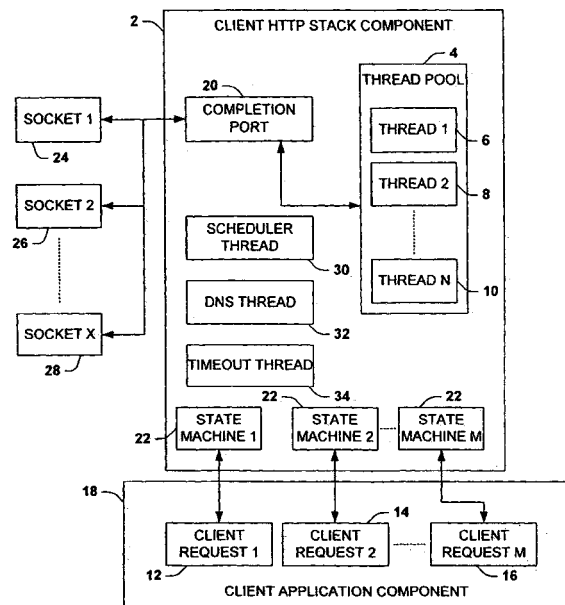 2
CLIENT HTTP STACK COMPONENT
4
20
THREAD POOL
COMPLETION
PORT
THREAD 1
6
THREAD 2
8
THREAD N
10
SOCKET 1
24
SOCKET 2
26
SOCKET X
28
SCHEDULER
THREAD
30
DNS THREAD
32
TIMEOUT THREAD
34
22
STATE
MACHINE 1
22
STATE
MACHINE 2
22
STATE
MACHINE M
18
CLIENT
REQUEST 1
12
14
CLIENT
REQUEST 2
CLIENT
REQUEST M
16
CLIENT APPLICATION COMPONENT